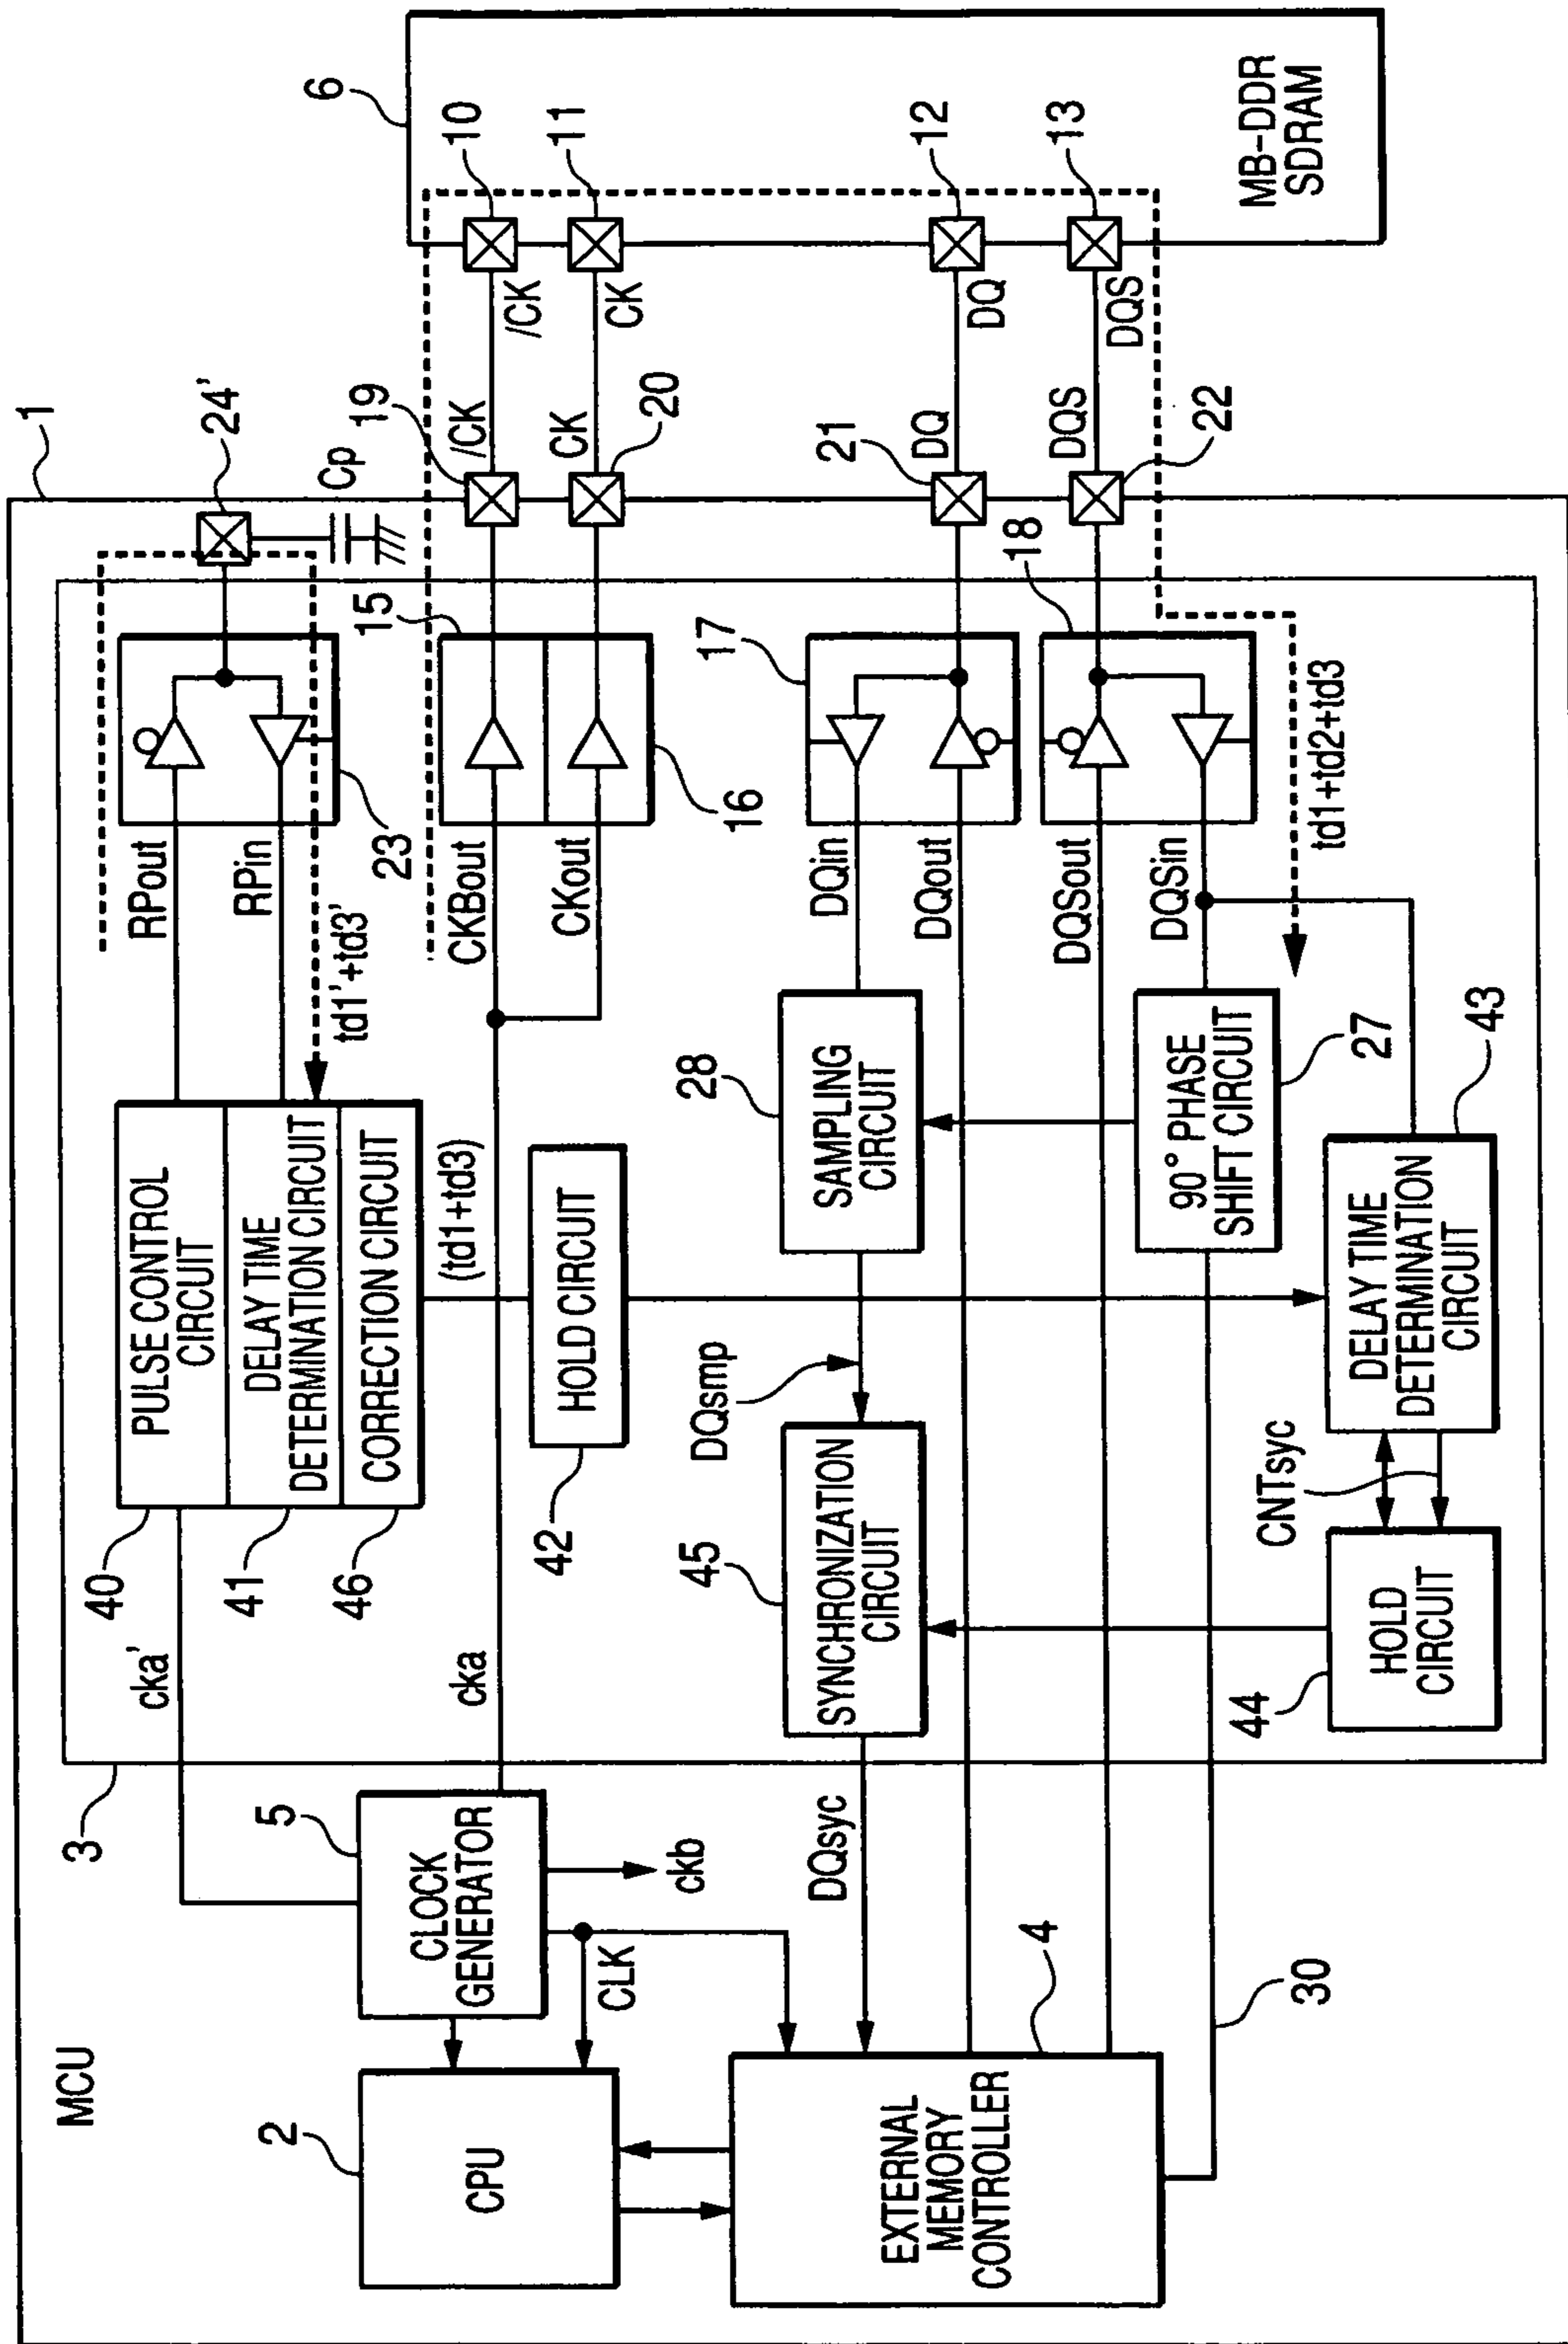 MCU
1
3
2
CPU
5
CLOCK
GENERATOR
CLK
ckb
cka'
cka
EXTERNAL
MEMORY
CONTROLLER
4
30
DQsyc
40
41
46
PULSE CONTROL
CIRCUIT
DELAY TIME
DETERMINATION CIRCUIT
CORRECTION CIRCUIT
(td1+td3)
HOLD CIRCUIT
42
45
SYNCHRONIZATION
CIRCUIT
DQsmp
28
SAMPLING
CIRCUIT
90° PHASE
SHIFT CIRCUIT
27
DELAY TIME
DETERMINATION
CIRCUIT
43
CNTsyc
HOLD
CIRCUIT
44
RPout
RPin
td1'+td3'
23
24'
Cp
CKBout
CKout
15
16
17
DQin
DQout
18
DQSout
DQSin
td1+td2+td3
19
/CK
/CK
20
CK
CK
21
DQ
DQ
22
DQS
DQS
6
10
11
12
13
MB-DDR
SDRAM